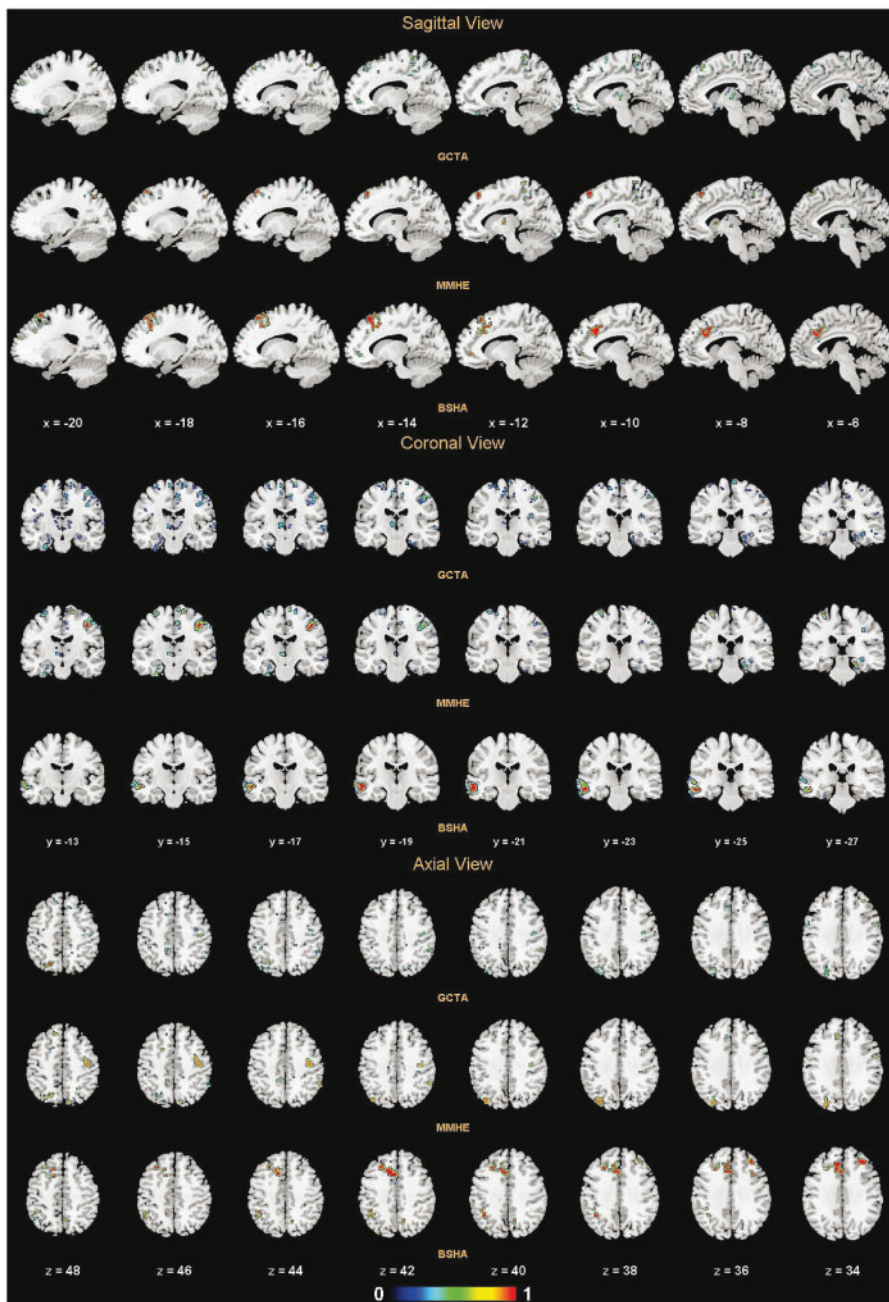 Sagittal View
GCTA
MMHE
BSHA
x = -20 x = -18 x = -16 x = -14 x = -12 x = -10 x = -8 x = -6
Coronal View
GCTA
MMHE
BSHA
y = -13 y = -15 y = -17 y = -19 y = -21 y = -23 y = -25 y = -27
Axial View
GCTA
MMHE
BSHA
z = 48 z = 46 z = 44 z = 42 z = 40 z = 38 z = 36 z = 34
0 1